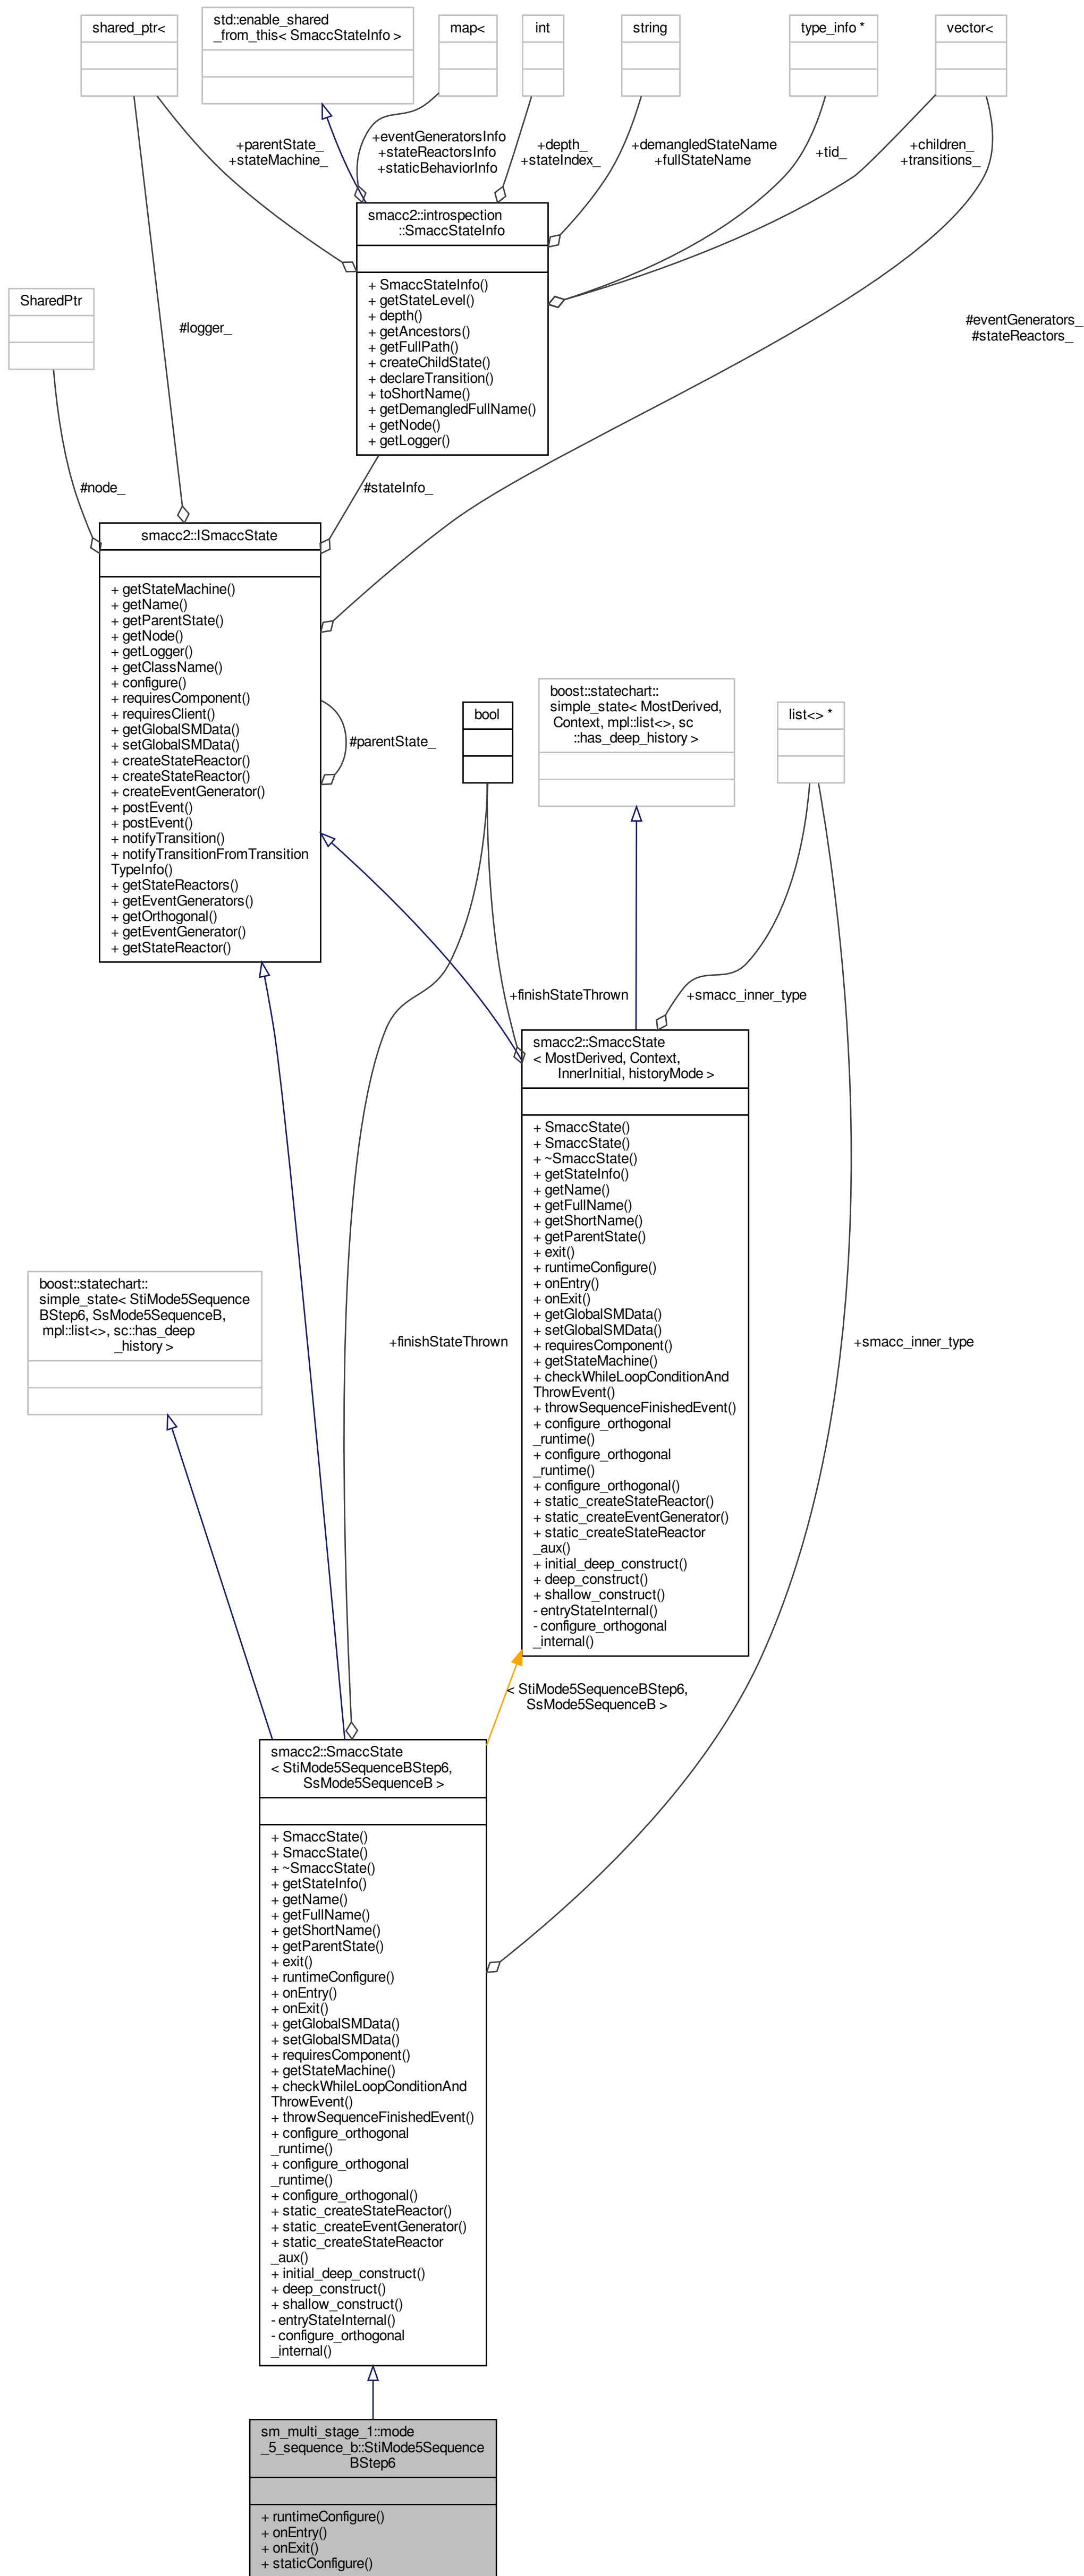 shared_ptr<
std::enable_shared
_from_this< SmaccStateInfo >
map<
int
string
type_info *
vector<
+parentState_
+stateMachine_
+eventGeneratorsInfo
+stateReactorsInfo
+staticBehaviorInfo
+depth_
+stateIndex_
+demangledStateName
+fullStateName
+tid_
+children_
+transitions_
smacc2::introspection
::SmaccStateInfo
+ SmaccStateInfo()
+ getStateLevel()
+ depth()
+ getAncestors()
+ getFullPath()
+ createChildState()
+ declareTransition()
+ toShortName()
+ getDemangledFullName()
+ getNode()
+ getLogger()
SharedPtr
#logger_
#eventGenerators_
#stateReactors_
#node_
#stateInfo_
smacc2::ISmaccState
+ getStateMachine()
+ getName()
+ getParentState()
+ getNode()
+ getLogger()
+ getClassName()
+ configure()
+ requiresComponent()
+ requiresClient()
+ getGlobalSMData()
+ setGlobalSMData()
+ createStateReactor()
+ createStateReactor()
+ createEventGenerator()
+ postEvent()
+ postEvent()
+ notifyTransition()
+ notifyTransitionFromTransition
TypeInfo()
+ getStateReactors()
+ getEventGenerators()
+ getOrthogonal()
+ getEventGenerator()
+ getStateReactor()
#parentState_
bool
boost::statechart::
simple_state< MostDerived,
Context, mpl::list<>, sc
::has_deep_history >
list<> *
+finishStateThrown
+smacc_inner_type
smacc2::SmaccState
< MostDerived, Context,
InnerInitial, historyMode >
+ SmaccState()
+ SmaccState()
+ ~SmaccState()
+ getStateInfo()
+ getName()
+ getFullName()
+ getShortName()
+ getParentState()
+ exit()
+ runtimeConfigure()
+ onEntry()
+ onExit()
+ getGlobalSMData()
+ setGlobalSMData()
+ requiresComponent()
+ getStateMachine()
+ checkWhileLoopConditionAnd
ThrowEvent()
+ throwSequenceFinishedEvent()
+ configure_orthogonal
_runtime()
+ configure_orthogonal
_runtime()
+ configure_orthogonal()
+ static_createStateReactor()
+ static_createEventGenerator()
+ static_createStateReactor
_aux()
+ initial_deep_construct()
+ deep_construct()
+ shallow_construct()
- entryStateInternal()
- configure_orthogonal
_internal()
boost::statechart::
simple_state< StiMode5Sequence
BStep6, SsMode5SequenceB,
mpl::list<>, sc::has_deep
_history >
+finishStateThrown
+smacc_inner_type
< StiMode5SequenceBStep6,
SsMode5SequenceB >
smacc2::SmaccState
< StiMode5SequenceBStep6,
SsMode5SequenceB >
+ SmaccState()
+ SmaccState()
+ ~SmaccState()
+ getStateInfo()
+ getName()
+ getFullName()
+ getShortName()
+ getParentState()
+ exit()
+ runtimeConfigure()
+ onEntry()
+ onExit()
+ getGlobalSMData()
+ setGlobalSMData()
+ requiresComponent()
+ getStateMachine()
+ checkWhileLoopConditionAnd
ThrowEvent()
+ throwSequenceFinishedEvent()
+ configure_orthogonal
_runtime()
+ configure_orthogonal
_runtime()
+ configure_orthogonal()
+ static_createStateReactor()
+ static_createEventGenerator()
+ static_createStateReactor
_aux()
+ initial_deep_construct()
+ deep_construct()
+ shallow_construct()
- entryStateInternal()
- configure_orthogonal
_internal()
sm_multi_stage_1::mode
_5_sequence_b::StiMode5Sequence
BStep6
+ runtimeConfigure()
+ onEntry()
+ onExit()
+ staticConfigure()